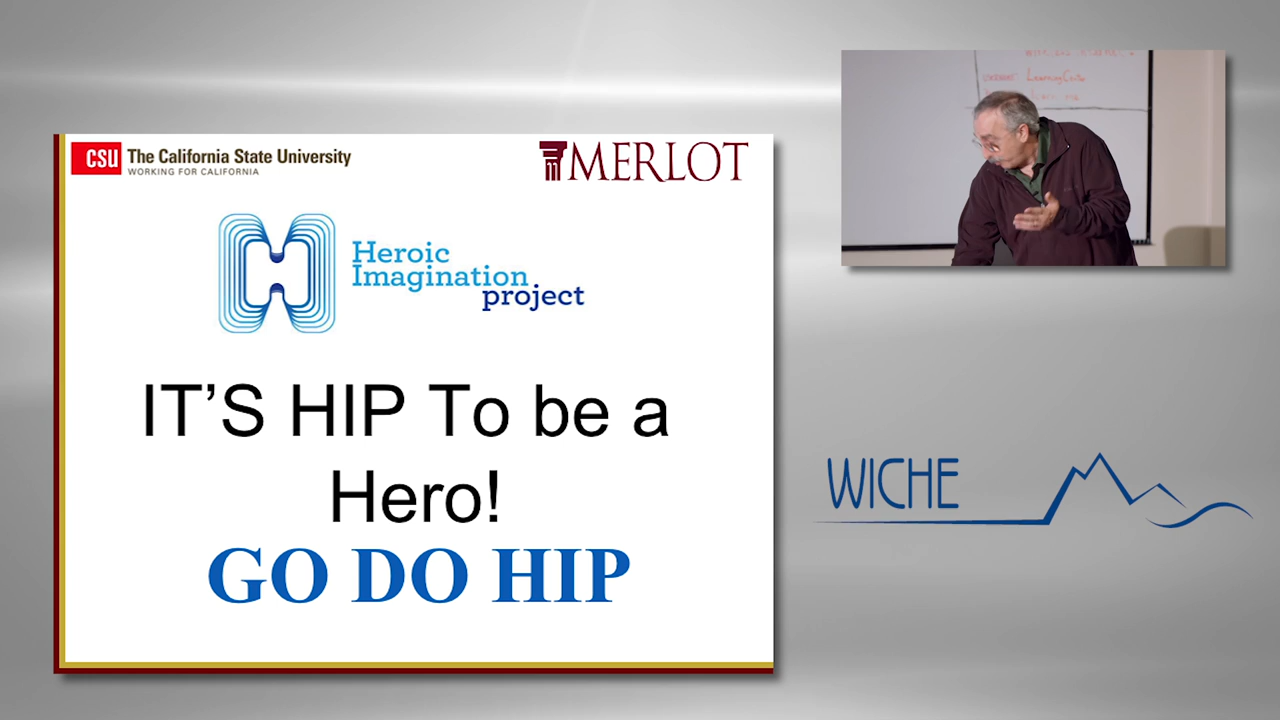 CSU The California State University
WORKING FOR CALIFORNIA
MERLOT
Heroic
Imagination
project
IT'S HIP To be a
Hero!
GO DO HIP
Learning
WICHE